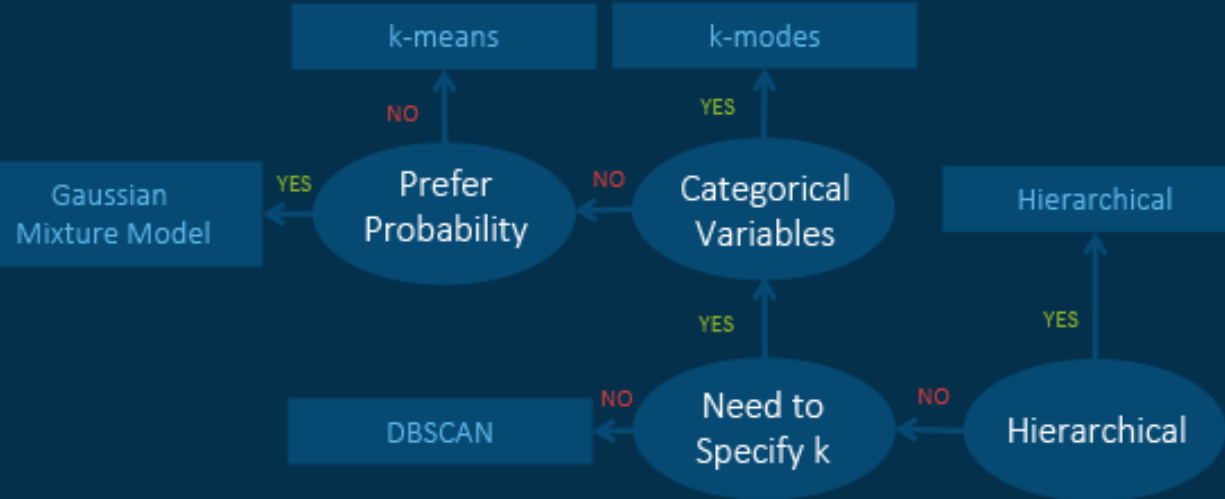 k-means
k-modes
NO
YES
Gaussian
Mixture Model
YES
Prefer
Probability
NO
Categorical
Variables
Hierarchical
YES
YES
DBSCAN
NO
Need to
Specify k
NO
Hierarchical